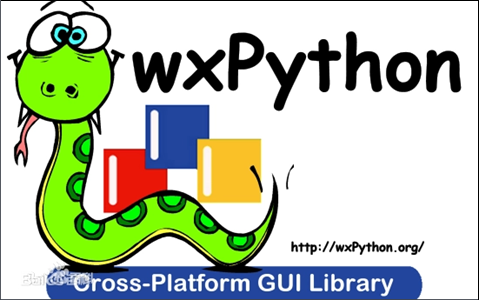 wxPython
http://wxPython.org/
Cross-Platform GUI Library